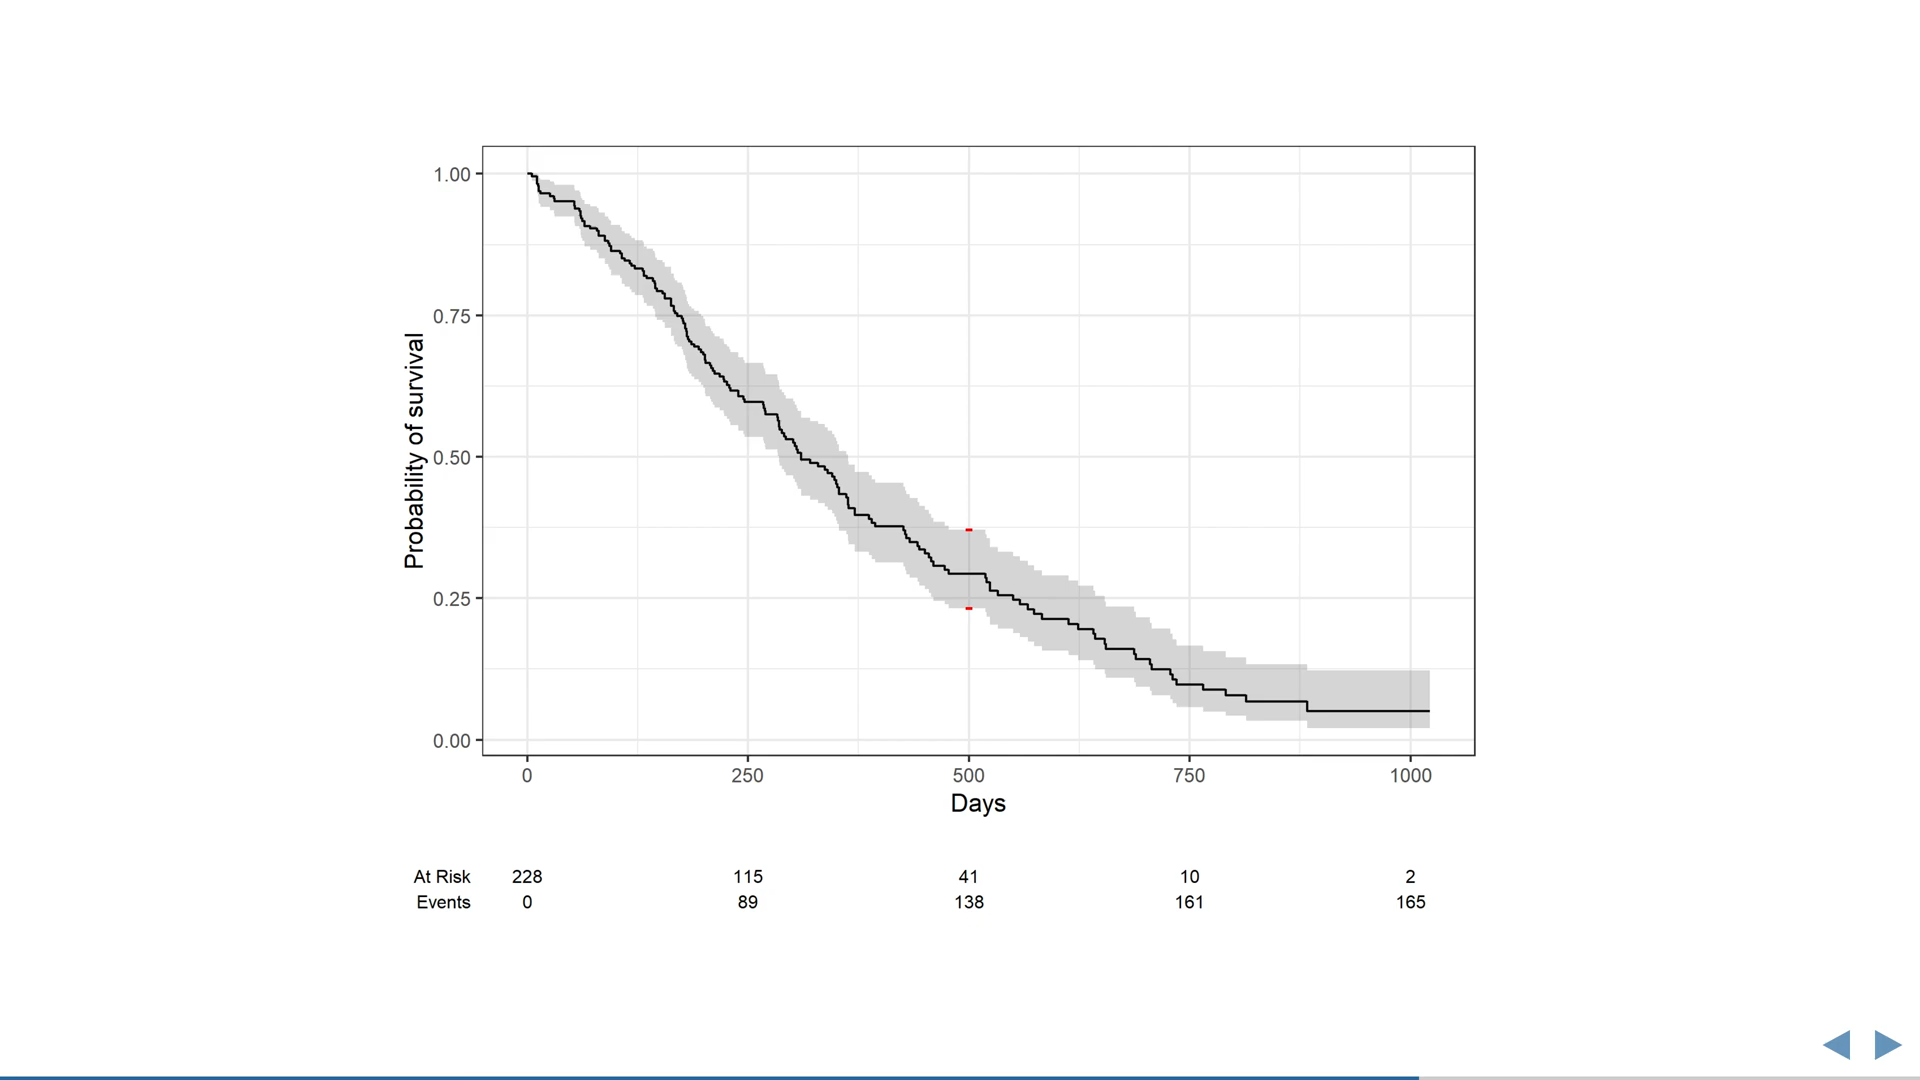 1.00
0.75
0.50
0.25
0.00
Probability of survival
0 250 500 750 1000
Days
At Risk 228 115 41 10 2
Events 0 89 138 161 165